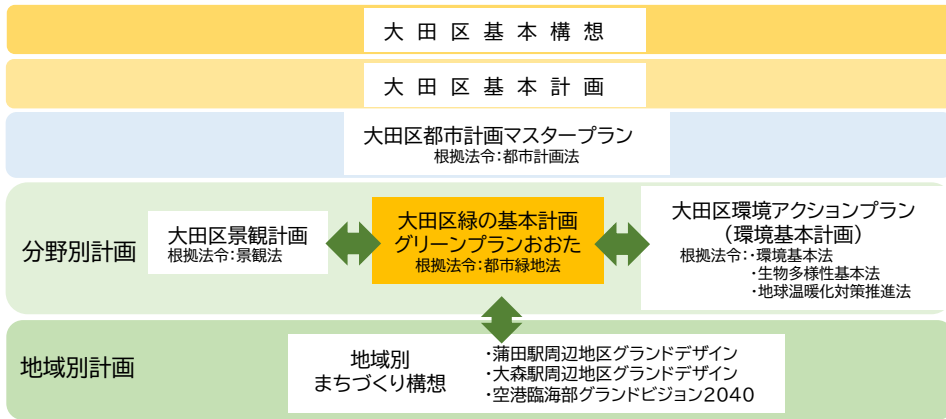 大田区基本構想
大田区基本計画
大田区都市計画マスタープラン
根拠法令：都市計画法
分野別計画
大田区景観計画
根拠法令：景観法
大田区緑の基本計画
グリーンプランおおた
根拠法令：都市緑地法
大田区環境アクションプラン
（環境基本計画）
根拠法令：・環境基本法
・生物多様性基本法
・地球温暖化対策推進法
地域別計画
地域別
まちづくり構想
・蒲田駅周辺地区グランドデザイン
・大森駅周辺地区グランドデザイン
・空港臨海部グランドビジョン2040